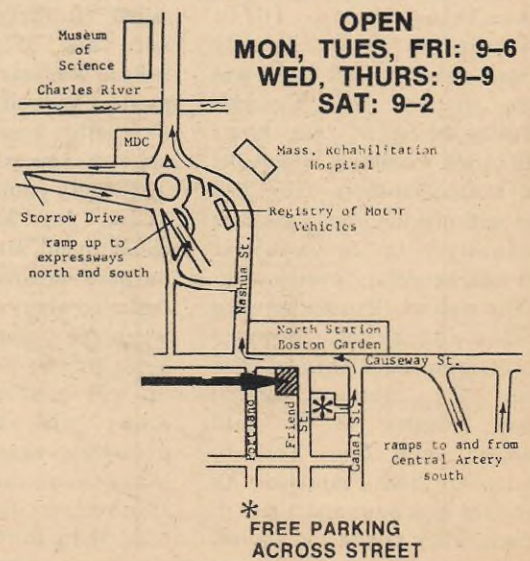 OPEN
MON, TUES, FRI: 9–6
WED, THURS: 9–9
SAT: 9–2
Museum
of
Science
Charles River
MDC
Mass. Rehabilitation
Hospital
Storrow Drive
Registry of Motor
Vehicles
ramp up to
expressways
north and south
Nashua St.
North Station
Boston Garden
Causeway St.
Portland
Friend
St.
*
Canal St.
ramps to and from
Central Artery
south
*
FREE PARKING
ACROSS STREET